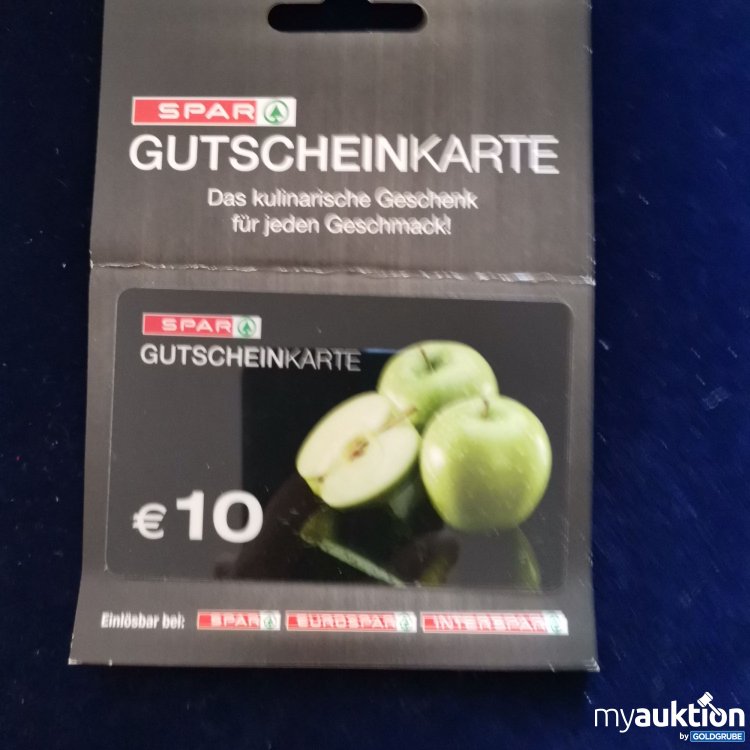 SPAR
GUTSCHEINKARTE
Das kulinarische Geschenk
für jeden Geschmack!
SPAR
GUTSCHEINKARTE
€10
Einlösbar bei: SPAR EUROSPAR INTERSPAR
myauktion
by GOLDGRUBE